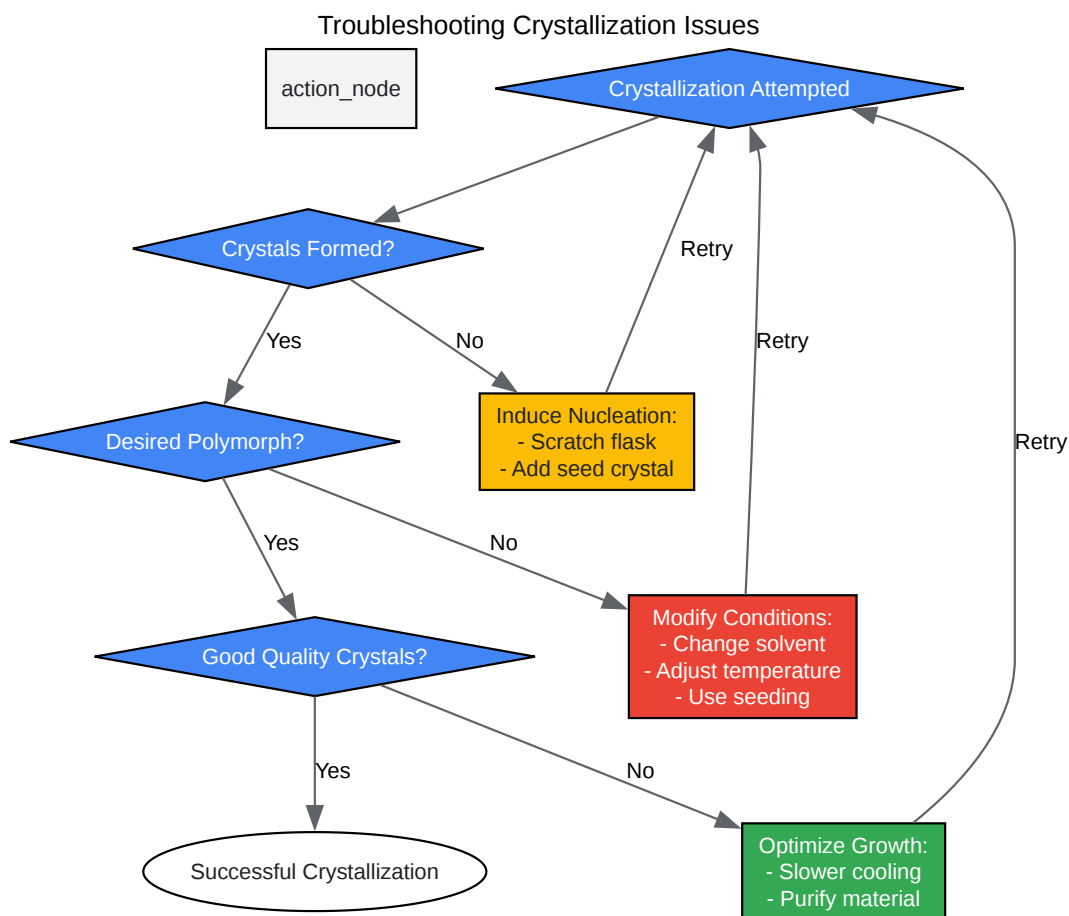 Troubleshooting Crystallization Issues
action_node
Crystallization Attempted
Crystals Formed?
Retry
Yes
No
Retry
Induce Nucleation:
- Scratch flask
- Add seed crystal
Desired Polymorph?
Retry
Yes
No
Modify Conditions:
- Change solvent
- Adjust temperature
- Use seeding
Good Quality Crystals?
Yes
No
Optimize Growth:
- Slower cooling
- Purify material
Successful Crystallization